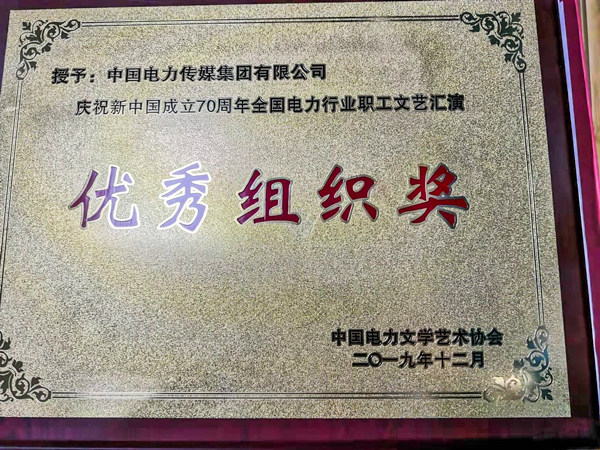 授予：中国电力传媒集团有限公司
庆祝新中国成立70周年全国电力行业职工文艺汇演
优秀组织奖
中国电力文学艺术协会
二〇一九年十二月